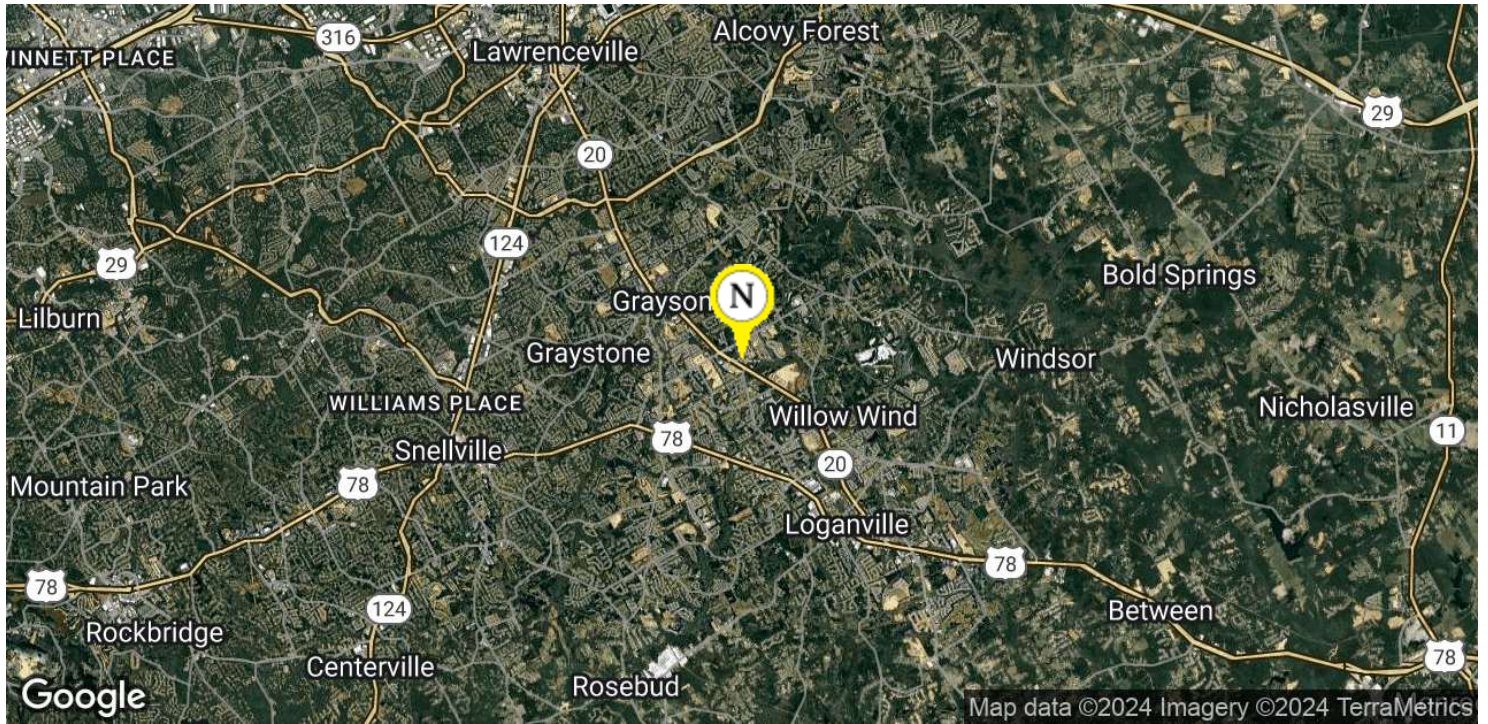 316
Lawrenceville
Alcovy Forest
WINNETT PLACE
29
20
124
29
Bold Springs
N
Grayson
Lilburn
Graystone
Windsor
WILLIAMS PLACE
Willow Wind
Nicholasville
78
11
Snellville
20
Mountain Park
78
Loganville
78
78
124
Between
Rockbridge
Centerville
78
Rosebud
Google
Map data ©2024 Imagery ©2024 TerraMetrics